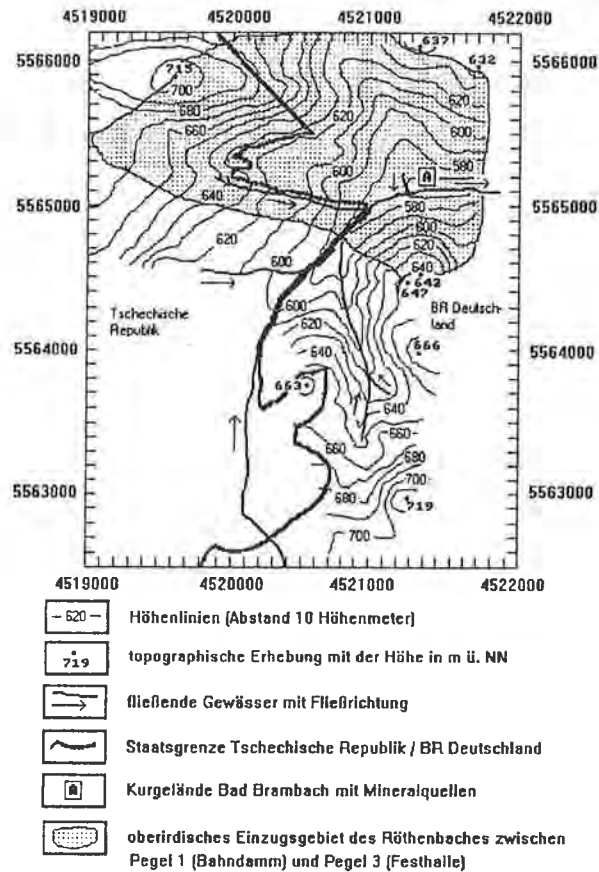 4519000 4520000 4521000 4522000
637
632
5566000 715 5566000
700
680
660
620
620
600
600
580
640
5565000 580 5565000
620
600
620
600
640
642
647
Tschechische
Republik
BR Deutsch-
land
600
620
5564000 640 666 5564000
663
640
660
660
680
5563000 680 700 5563000
719
700
4519000 4520000 4521000 4522000
– 620 – Höhenlinien (Abstand 10 Höhenmeter)
719 topographische Erhebung mit der Höhe in m ü. NN
fließende Gewässer mit Fließrichtung
Staatsgrenze Tschechische Republik / BR Deutschland
Kurgelände Bad Brambach mit Mineralquellen
oberirdisches Einzugsgebiet des Röthenbaches zwischen
Pegel 1 (Bahndamm) und Pegel 3 (Festhalle)